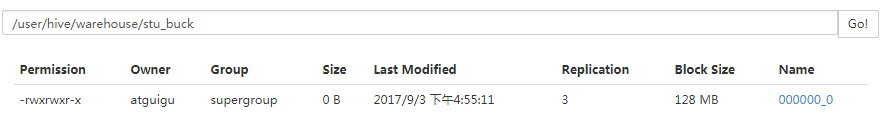 /user/hive/warehouse/stu_buck Go!
Permission Owner Group Size Last Modified Replication Block Size Name
-rwxrwxr-x atguigu supergroup 0 B 2017/9/3 下午4:55:11 3 128 MB 000000_0